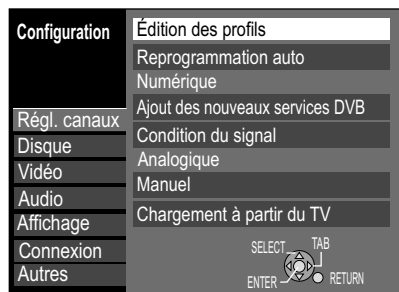 Configuration
Régl. canaux
Disque
Vidéo
Audio
Affichage
Connexion
Autres
Édition des profils
Reprogrammation auto
Numérique
Ajout des nouveaux services DVB
Condition du signal
Analogique
Manuel
Chargement à partir du TV
SELECT TAB
ENTER RETURN